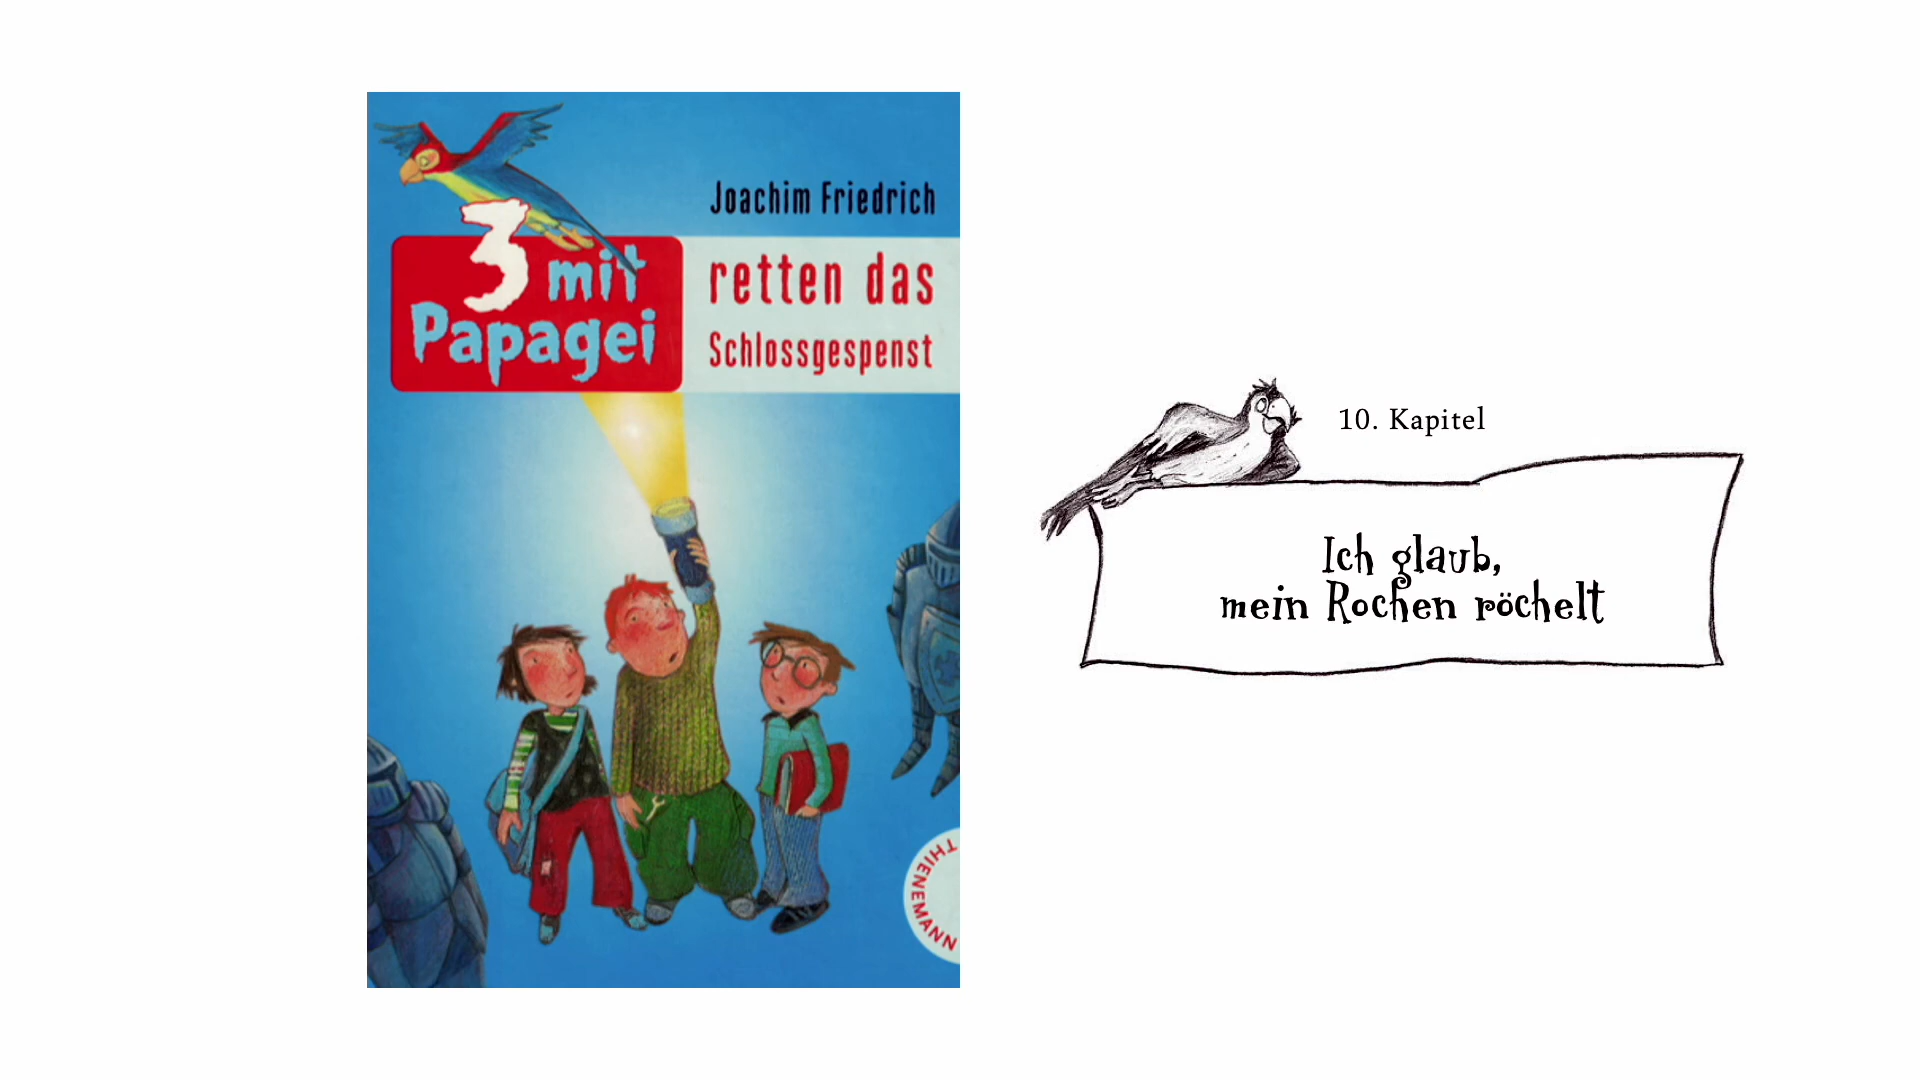 Joachim Friedrich
3 mit
Papagei
retten das
Schlossgespenst
THIENEMANN
10. Kapitel
Ich glaub,
mein Rochen röchelt